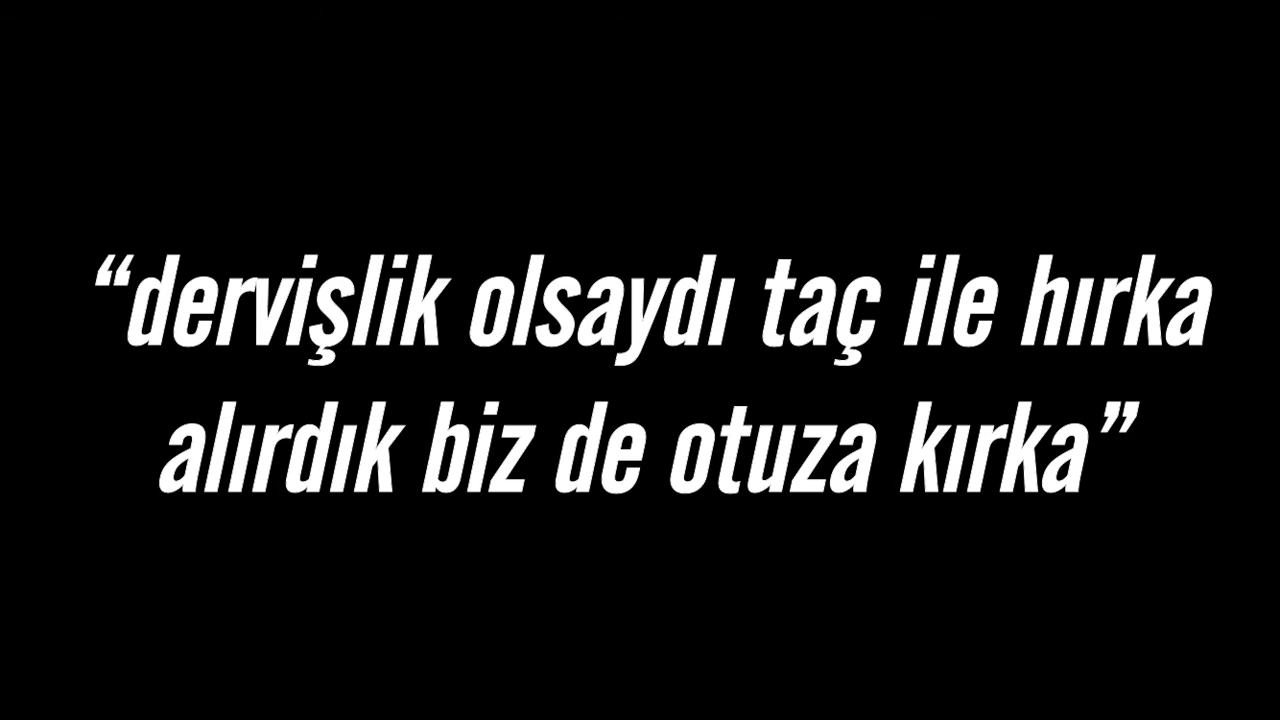 “dervişlik olsaydı taç ile hırka
alırdık biz de otuza kırka”